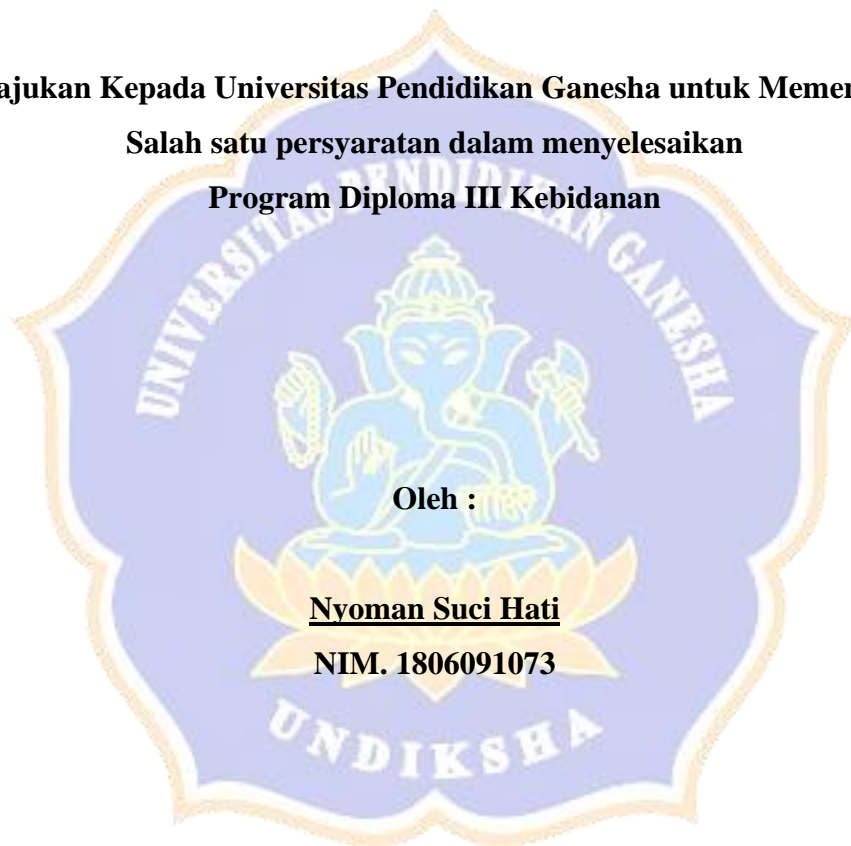 ajukan Kepada Universitas Pendidikan Ganesha untuk Memen
Salah satu persyaratan dalam menyelesaikan
Program Diploma III Kebidanan
UNIVERSITAS PENDIDIKAN GANESHA
Oleh :
Nyoman Suci Hati
NIM. 1806091073
UNDIKSHA